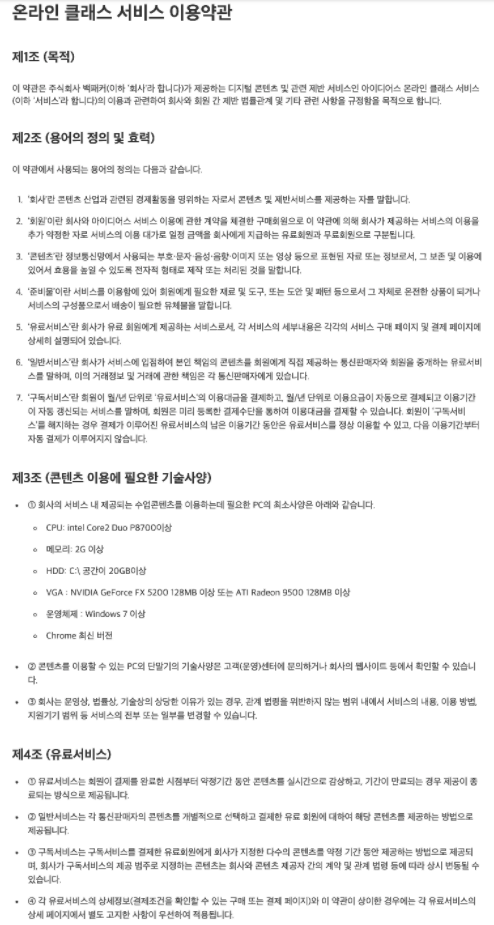 온라인 클래스 서비스 이용약관
제1조 (목적)
이 약관은 주식회사 백패커(이하 '회사'라 합니다)가 제공하는 디지털 콘텐츠 및 관련 제반 서비스인 아이디어스 온라인 클래스 서비스
(이하 '서비스'라 합니다)의 이용과 관련하여 회사와 회원 간 제반 법률관계 및 기타 관련 사항을 규정함을 목적으로 합니다.
제2조 (용어의 정의 및 효력)
이 약관에서 사용되는 용어의 정의는 다음과 같습니다.
1. '회사'란 콘텐츠 산업과 관련된 경제활동을 영위하는 자로서 콘텐츠 및 제반서비스를 제공하는 자를 말합니다.
2. '회원'이란 회사와 아이디어스 서비스 이용에 관한 계약을 체결한 구매회원으로 이 약관에 의해 회사가 제공하는 서비스의 이용을
추가 약정한 자로 서비스의 이용 대가로 일정 금액을 회사에게 지급하는 유료회원과 무료회원으로 구분됩니다.
3. '콘텐츠'란 정보통신망에서 사용되는 부호·문자·음성·음향·이미지 또는 영상 등으로 표현된 자료 또는 정보로서, 그 보존 및 이용에
있어서 효용을 높일 수 있도록 전자적 형태로 제작 또는 처리된 것을 말합니다.
4. '준비물'이란 서비스를 이용함에 있어 회원에게 필요한 재료 및 도구, 또는 도안 및 패턴 등으로서 그 자체로 온전한 상품이 되거나
서비스의 구성품으로서 배송이 필요한 유체물을 말합니다.
5. '유료서비스'란 회사가 유료 회원에게 제공하는 서비스로서, 각 서비스의 세부내용은 각각의 서비스 구매 페이지 및 결제 페이지에
상세히 설명되어 있습니다.
6. '일반서비스'란 회사가 서비스에 입점하여 본인 책임의 콘텐츠를 회원에게 직접 제공하는 통신판매자와 회원을 중개하는 유료서비
스를 말하며, 이의 거래정보 및 거래에 관한 책임은 각 통신판매자에게 있습니다.
7. '구독서비스'란 회원이 월/년 단위로 '유료서비스'의 이용대금을 결제하고, 월/년 단위로 이용요금이 자동으로 결제되고 이용기간
이 자동 갱신되는 서비스를 말하며, 회원은 미리 등록한 결제수단을 통하여 이용대금을 결제할 수 있습니다. 회원이 '구독서비
스'를 해지하는 경우 결제가 이루어진 유료서비스의 남은 이용기간 동안은 유료서비스를 정상 이용할 수 있고, 다음 이용기간부터
자동 결제가 이루어지지 않습니다.
제3조 (콘텐츠 이용에 필요한 기술사양)
• ① 회사의 서비스 내 제공되는 수업콘텐츠를 이용하는데 필요한 PC의 최소사양은 아래와 같습니다.
○ CPU: intel Core2 Duo P8700이상
○ 메모리: 2G 이상
○ HDD: C:\ 공간이 20GB이상
○ VGA : NVIDIA GeForce FX 5200 128MB 이상 또는 ATI Radeon 9500 128MB 이상
○ 운영체제 : Windows 7 이상
○ Chrome 최신 버전
• ② 콘텐츠를 이용할 수 있는 PC외 단말기의 기술사양은 고객(운영)센터에 문의하거나 회사의 웹사이트 등에서 확인할 수 있습니
다.
• ③ 회사는 운영상, 법률상, 기술상의 상당한 이유가 있는 경우, 관계 법령을 위반하지 않는 범위 내에서 서비스의 내용, 이용 방법,
지원기기 범위 등 서비스의 전부 또는 일부를 변경할 수 있습니다.
제4조 (유료서비스)
• ① 유료서비스는 회원이 결제를 완료한 시점부터 약정기간 동안 콘텐츠를 실시간으로 감상하고, 기간이 만료되는 경우 제공이 종
료되는 방식으로 제공됩니다.
• ② 일반서비스는 각 통신판매자의 콘텐츠를 개별적으로 선택하고 결제한 유료 회원에 대하여 해당 콘텐츠를 제공하는 방법으로
제공됩니다.
• ③ 구독서비스는 구독서비스를 결제한 유료회원에게 회사가 지정한 다수의 콘텐츠를 약정 기간 동안 제공하는 방법으로 제공되
며, 회사가 구독서비스의 제공 범주로 지정하는 콘텐츠는 회사와 콘텐츠 제공자 간의 계약 및 관계 법령 등에 따라 상시 변동될 수
있습니다.
• ④ 각 유료서비스의 상세정보(결제조건을 확인할 수 있는 구매 또는 결제 페이지)와 이 약관이 상이한 경우에는 각 유료서비스의
상세 페이지에서 별도 고지한 사항이 우선하여 적용됩니다.